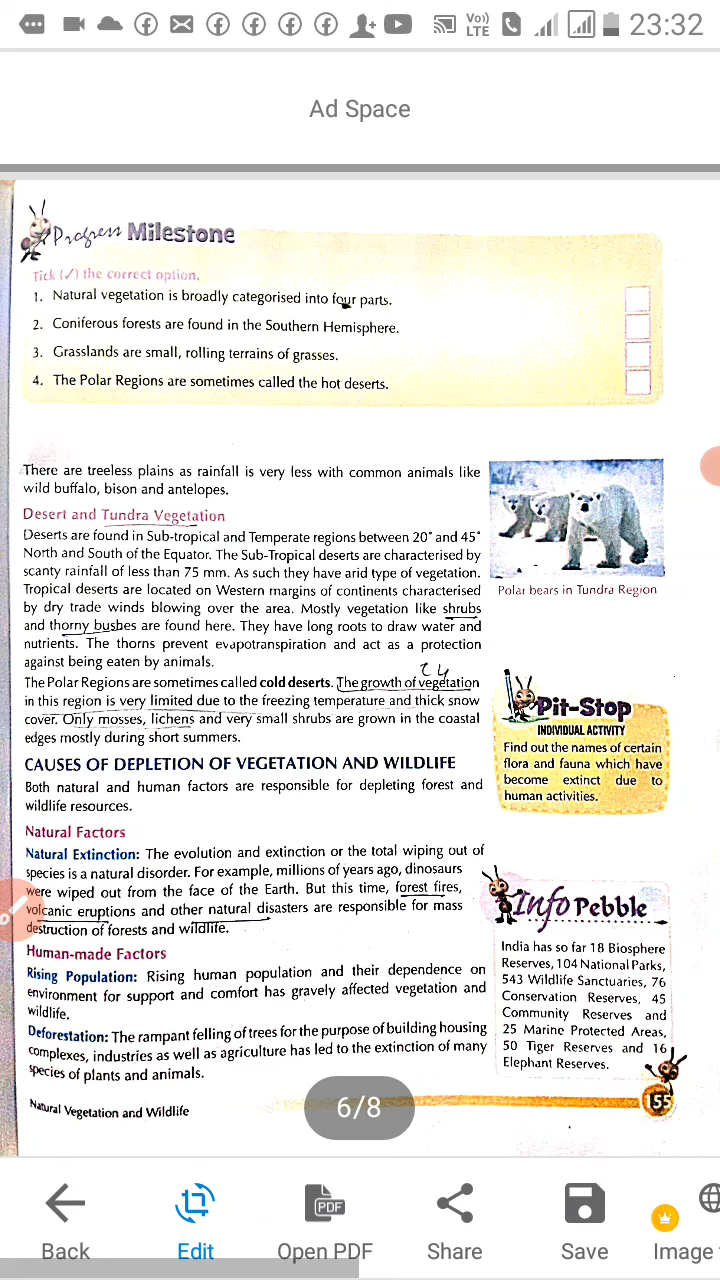 Vo))
LTE
23:32
Ad Space
Progress Milestone
Tick (✓) the correct option.
1. Natural vegetation is broadly categorised into four parts.
2. Coniferous forests are found in the Southern Hemisphere.
3. Grasslands are small, rolling terrains of grasses.
4. The Polar Regions are sometimes called the hot deserts.
There are treeless plains as rainfall is very less with common animals like
wild buffalo, bison and antelopes.
Desert and Tundra Vegetation
Deserts are found in Sub-tropical and Temperate regions between 20° and 45°
North and South of the Equator. The Sub-Tropical deserts are characterised by
scanty rainfall of less than 75 mm. As such they have arid type of vegetation.
Tropical deserts are located on Western margins of continents characterised
by dry trade winds blowing over the area. Mostly vegetation like shrubs
and thorny bushes are found here. They have long roots to draw water and
nutrients. The thorns prevent evapotranspiration and act as a protection
against being eaten by animals.
The Polar Regions are sometimes called cold deserts. The growth of vegetation
in this region is very limited due to the freezing temperature and thick snow
cover. Only mosses, lichens and very small shrubs are grown in the coastal
edges mostly during short summers.
Polar bears in Tundra Region
Pit-Stop
INDIVIDUAL ACTIVITY
Find out the names of certain
flora and fauna which have
become extinct due to
human activities.
CAUSES OF DEPLETION OF VEGETATION AND WILDLIFE
Both natural and human factors are responsible for depleting forest and
wildlife resources.
Natural Factors
Natural Extinction: The evolution and extinction or the total wiping out of
species is a natural disorder. For example, millions of years ago, dinosaurs
were wiped out from the face of the Earth. But this time, forest fires,
volcanic eruptions and other natural disasters are responsible for mass
destruction of forests and wildlife.
Human-made Factors
Rising Population: Rising human population and their dependence on
environment for support and comfort has gravely affected vegetation and
wildlife.
Deforestation: The rampant felling of trees for the purpose of building housing
complexes, industries as well as agriculture has led to the extinction of many
species of plants and animals.
Info Pebble
India has so far 18 Biosphere
Reserves, 104 National Parks,
543 Wildlife Sanctuaries, 76
Conservation Reserves, 45
Community Reserves and
25 Marine Protected Areas,
50 Tiger Reserves and 16
Elephant Reserves.
Natural Vegetation and Wildlife
6/8
155
Back
Edit
PDF
Open PDF
Share
Save
Image